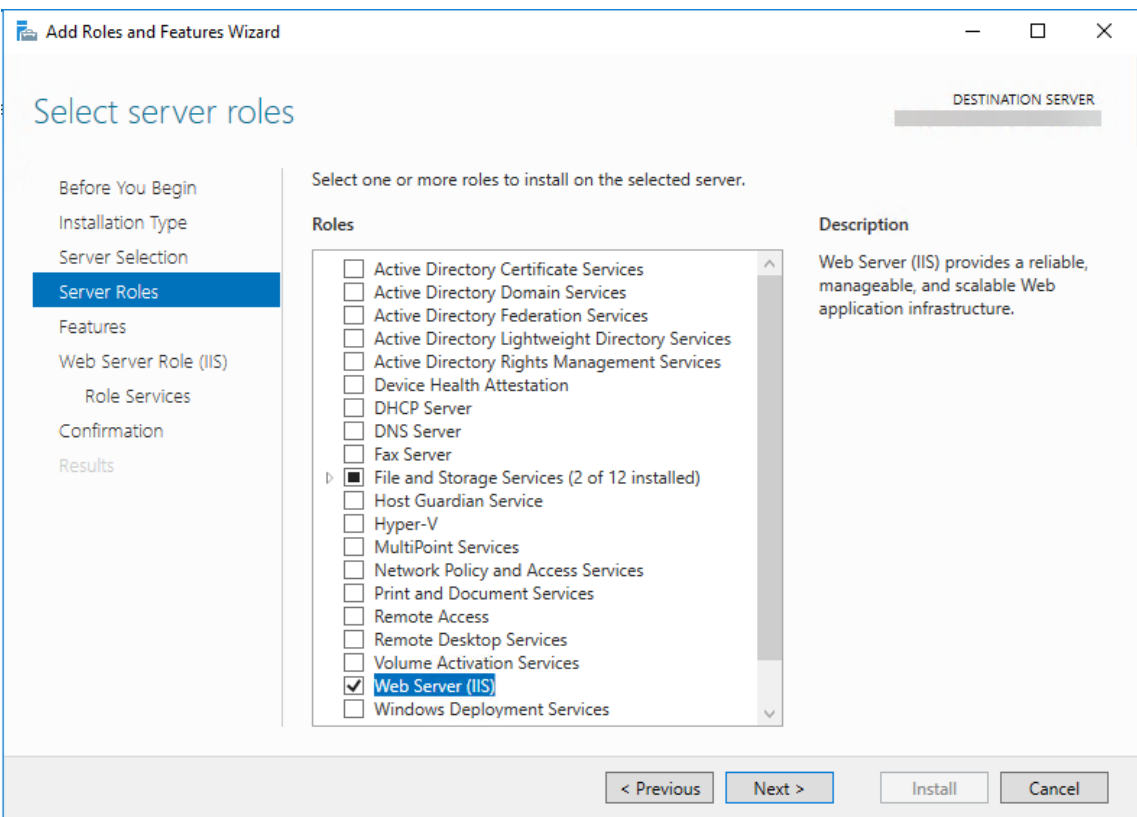 Add Roles and Features Wizard
Select server roles
DESTINATION SERVER
Before You Begin
Installation Type
Server Selection
Server Roles
Features
Web Server Role (IIS)
Role Services
Confirmation
Results
Select one or more roles to install on the selected server.
Roles
Active Directory Certificate Services
Active Directory Domain Services
Active Directory Federation Services
Active Directory Lightweight Directory Services
Active Directory Rights Management Services
Device Health Attestation
DHCP Server
DNS Server
Fax Server
File and Storage Services (2 of 12 installed)
Host Guardian Service
Hyper-V
MultiPoint Services
Network Policy and Access Services
Print and Document Services
Remote Access
Remote Desktop Services
Volume Activation Services
Web Server (IIS)
Windows Deployment Services
Description
Web Server (IIS) provides a reliable,
manageable, and scalable Web
application infrastructure.
< Previous
Next >
Install
Cancel